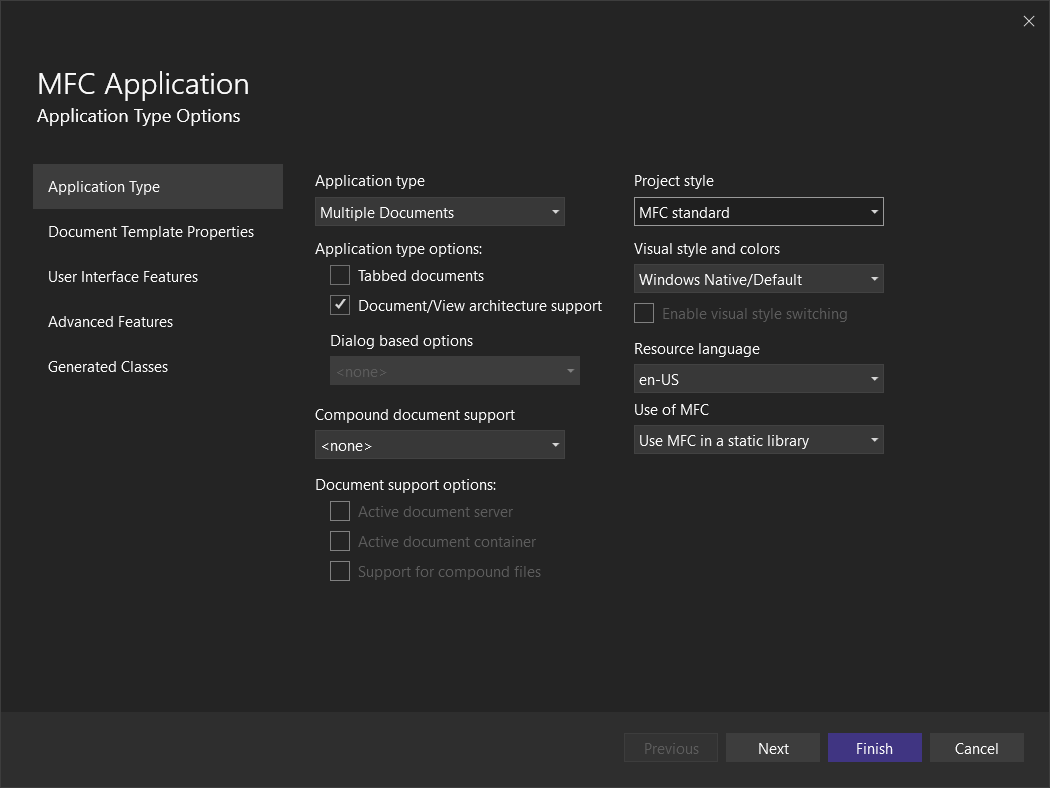 MFC Application
Application Type Options
Application Type
Document Template Properties
User Interface Features
Advanced Features
Generated Classes
Application type
Multiple Documents
Application type options:
Tabbed documents
Document/View architecture support
Dialog based options
<none>
Compound document support
<none>
Document support options:
Active document server
Active document container
Support for compound files
Project style
MFC standard
Visual style and colors
Windows Native/Default
Enable visual style switching
Resource language
en-US
Use of MFC
Use MFC in a static library
Previous
Next
Finish
Cancel